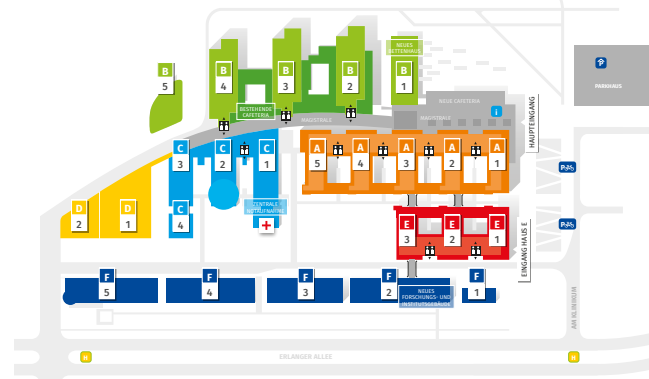 NEUES
BETTENHAUS
B
5
B
4
B
3
B
2
B
1
PARKHAUS
BESTEHENDE
CAFETERIA
NEUE CAFETERIA
MAGISTRALE
MAGISTRALE
i
HAUPTEINGANG
C
3
C
2
C
1
A
5
A
4
A
3
A
2
A
1
D
2
D
1
C
4
ZENTRALE
NOTAUFNAHME
E
3
E
2
E
1
EINGANG HAUS E
F
5
F
4
F
3
F
2
F
1
NEUES
FORSCHUNGS- UND
INSTITUTSGEBÄUDE
AM KLINIKUM
H
ERLANGER ALLEE
H